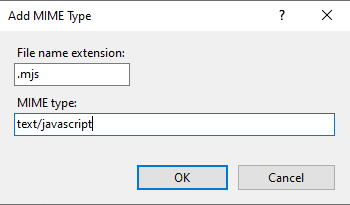 Add MIME Type
?
File name extension:
.mjs
MIME type:
text/javascript
OK Cancel